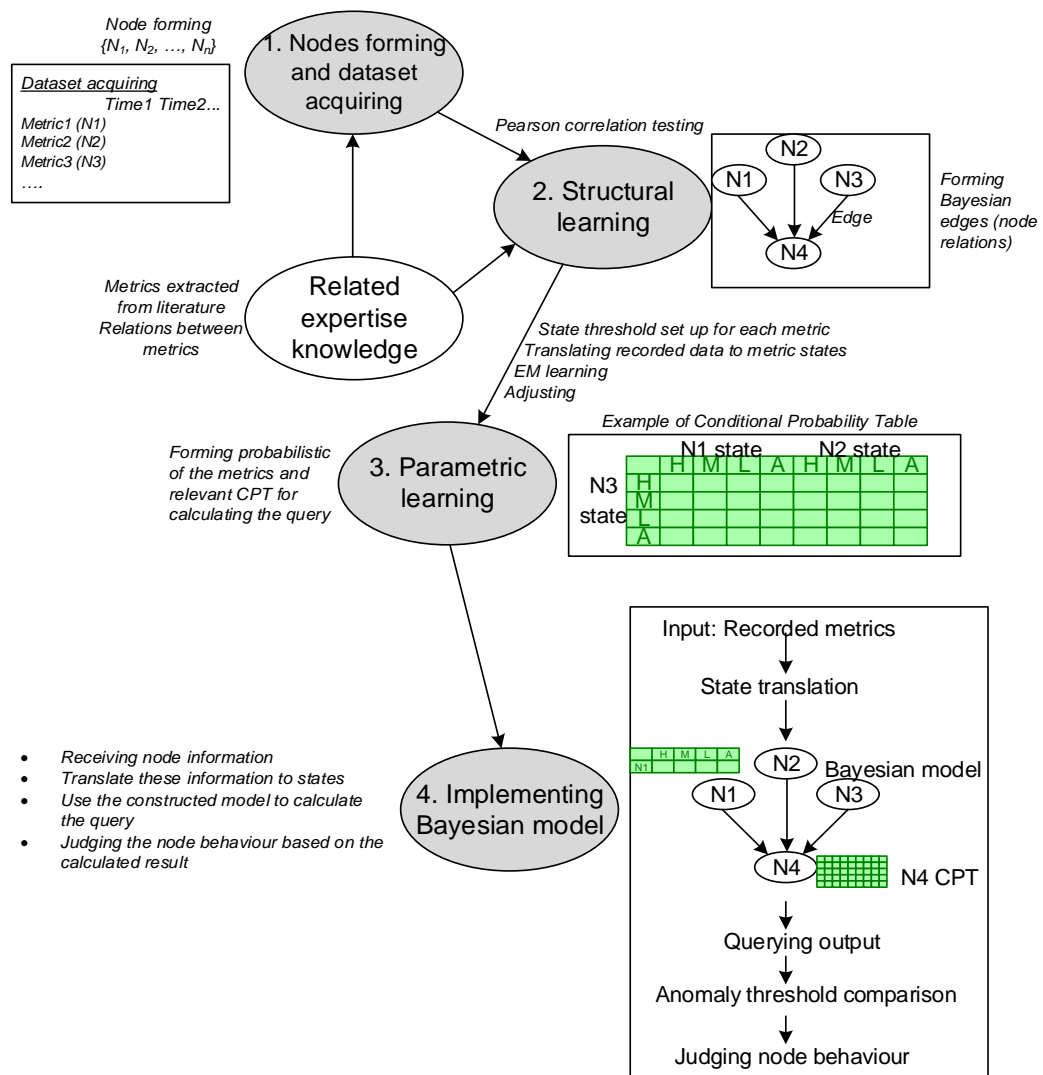 Node forming
{N1, N2, …, Nn}
Dataset acquiring
Time1 Time2...
Metric1 (N1)
Metric2 (N2)
Metric3 (N3)
….
1. Nodes forming
and dataset
acquiring
Pearson correlation testing
2. Structural
learning
N2
N1
N3
Edge
N4
Forming
Bayesian
edges (node
relations)
Metrics extracted
from literature
Relations between
metrics
Related
expertise
knowledge
State threshold set up for each metric
Translating recorded data to metric states
EM learning
Adjusting
Forming probabilistic
of the metrics and
relevant CPT for
calculating the query
3. Parametric
learning
Example of Conditional Probability Table
N1 state N2 state
H M L A H M L A
N3
state
H
M
L
A
Input: Recorded metrics
State translation
H M L A
N1
N2
Bayesian model
N1
N3
N4
N4 CPT
Querying output
Anomaly threshold comparison
Judging node behaviour
• Receiving node information
• Translate these information to states
• Use the constructed model to calculate
the query
• Judging the node behaviour based on the
calculated result
4. Implementing
Bayesian model